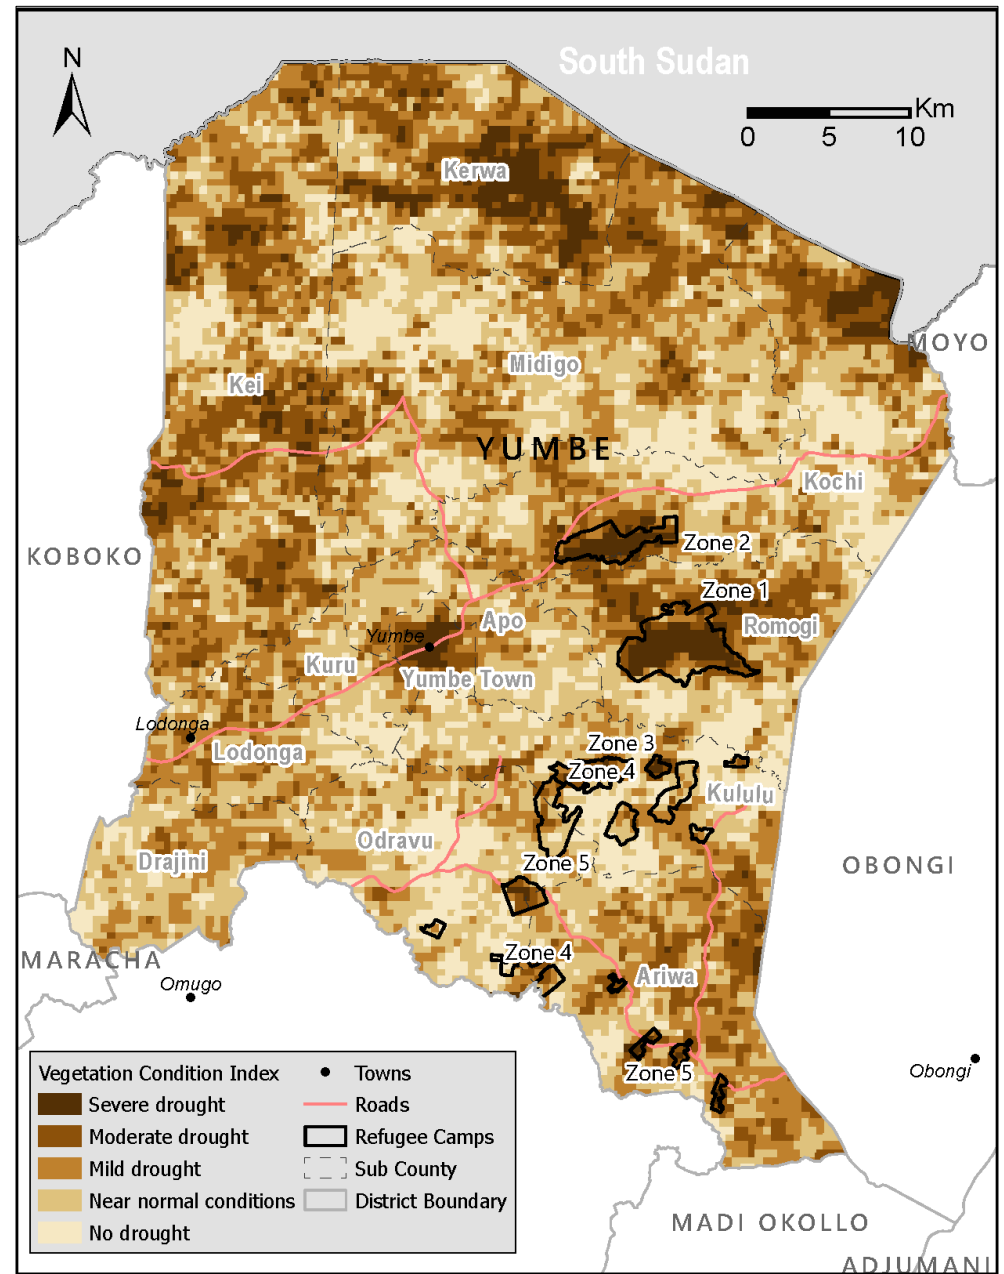 South Sudan
N
Km
0 5 10
Kerwa
MOYO
Midigo
Kei
YUMBE
Kochi
Zone 2
KOBOKO
Zone 1
Apo
Romogi
Yumbe
Kuru
Yumbe Town
Lodonga
Zone 3
Lodonga
Zone 4
Kululu
Odravu
Drajini
Zone 5
OBONGI
Zone 4
MARACHA
Ariwa
Omugo
Zone 5
Obongi
Vegetation Condition Index
Severe drought
Moderate drought
Mild drought
Near normal conditions
No drought
Towns
Roads
Refugee Camps
Sub County
District Boundary
MADI OKOLLO
ADJUMANI